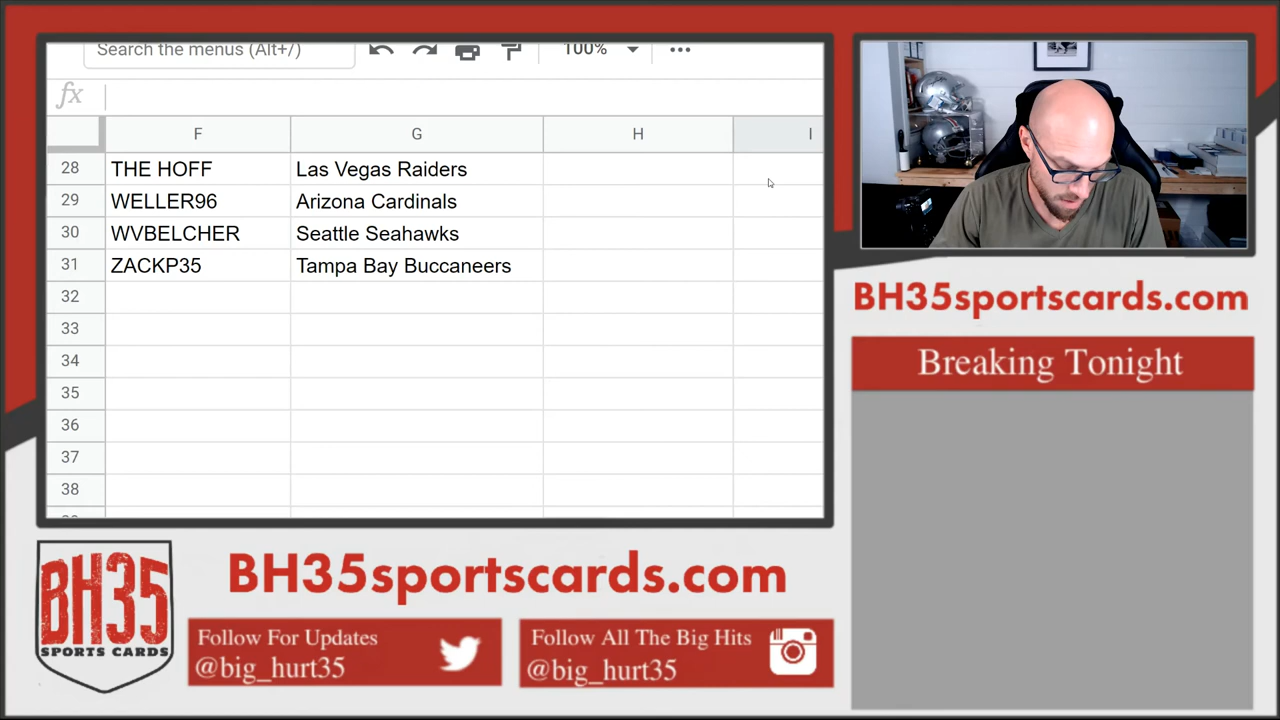 Search the menus (Alt+/)
100%
fx
F G H I
28 THE HOFF Las Vegas Raiders
29 WELLER96 Arizona Cardinals
30 WVBELCHER Seattle Seahawks
31 ZACKP35 Tampa Bay Buccaneers
32
33
34
35
36
37
38
BH35sportscards.com
Breaking Tonight
BH35
SPORTS CARDS
BH35sportscards.com
Follow For Updates
@big_hurt35
Follow All The Big Hits
@big_hurt35